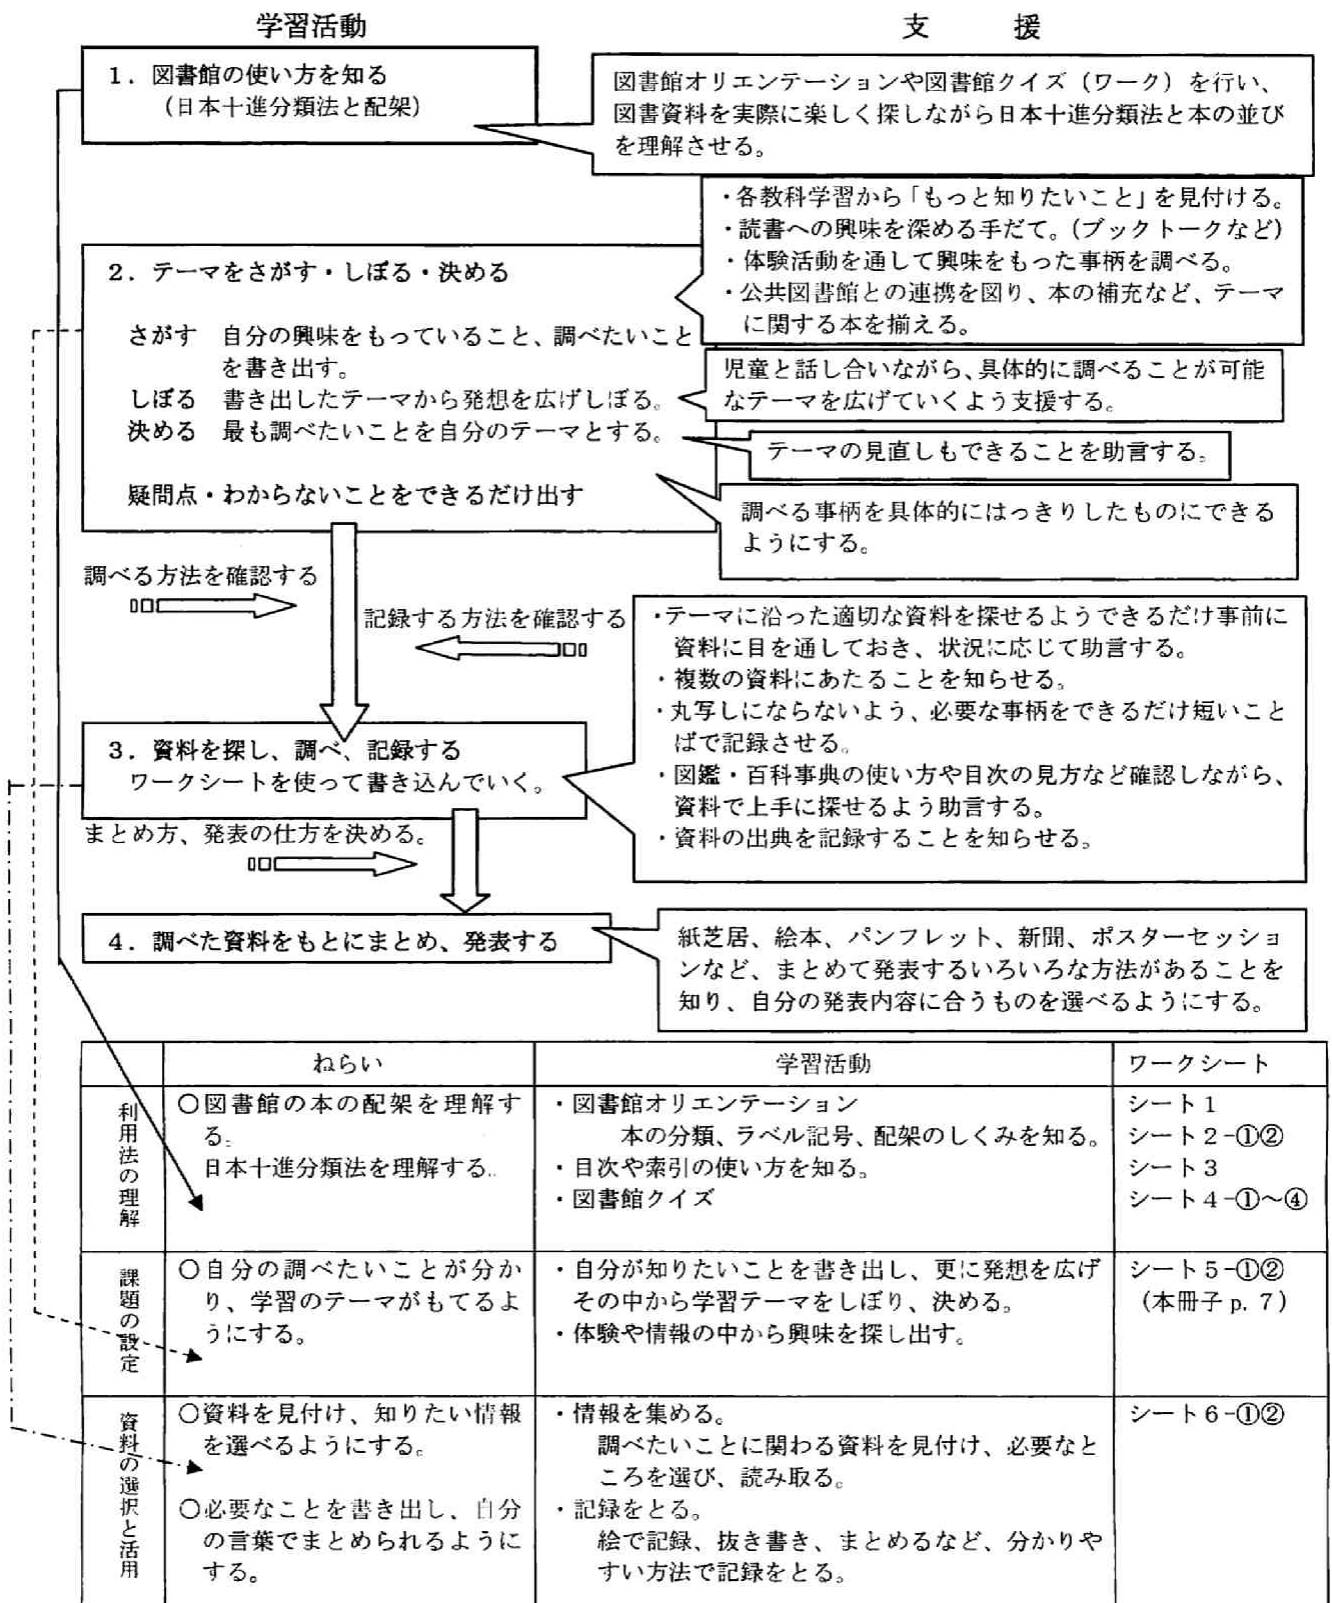 学習活動
支　援
1．図書館の使い方を知る
（日本十進分類法と配架）
図書館オリエンテーションや図書館クイズ（ワーク）を行い、
図書資料を実際に楽しく探しながら日本十進分類法と本の並び
を理解させる。
・各教科学習から「もっと知りたいこと」を見付ける。
・読書への興味を深める手だて。（ブックトークなど）
・体験活動を通して興味をもった事柄を調べる。
・公共図書館との連携を図り、本の補充など、テーマ
に関する本を揃える。
2．テーマをさがす・しぼる・決める
さがす　自分の興味をもっていること、調べたいこと
を書き出す。
しぼる　書き出したテーマから発想を広げしぼる。
決める　最も調べたいことを自分のテーマとする。
疑問点・わからないことをできるだけ出す
児童と話し合いながら、具体的に調べることが可能
なテーマを広げていくよう支援する。
テーマの見直しもできることを助言する。
調べる事柄を具体的にはっきりしたものにできる
ようにする。
調べる方法を確認する
記録する方法を確認する
・テーマに沿った適切な資料を探せるようできるだけ事前に
資料に目を通しておき、状況に応じて助言する。
・複数の資料にあたることを知らせる。
・丸写しにならないよう、必要な事柄をできるだけ短いこと
ばで記録させる。
・図鑑・百科事典の使い方や目次の見方など確認しながら、
資料で上手に探せるよう助言する。
・資料の出典を記録することを知らせる。
3．資料を探し、調べ、記録する
ワークシートを使って書き込んでいく。
まとめ方、発表の仕方を決める。
4．調べた資料をもとにまとめ、発表する
紙芝居、絵本、パンフレット、新聞、ポスターセッショ
ンなど、まとめて発表するいろいろな方法があることを
知り、自分の発表内容に合うものを選べるようにする。
ねらい
学習活動
ワークシート
利用法の理解
○図書館の本の配架を理解す
る。
日本十進分類法を理解する。
・図書館オリエンテーション
本の分類、ラベル記号、配架のしくみを知る。
・目次や索引の使い方を知る。
・図書館クイズ
シート1
シート2-①②
シート3
シート4-①～④
課題の設定
○自分の調べたいことが分か
り、学習のテーマがもてるよ
うにする。
・自分が知りたいことを書き出し、更に発想を広げ
その中から学習テーマをしぼり、決める。
・体験や情報の中から興味を探し出す。
シート5-①②
（本冊子 p. 7）
資料の選択と活用
○資料を見付け、知りたい情報
を選べるようにする。
○必要なことを書き出し、自分
の言葉でまとめられるように
する。
・情報を集める。
調べたいことに関わる資料を見付け、必要なと
ころを選び、読み取る。
・記録をとる。
絵で記録、抜き書き、まとめるなど、分かりや
すい方法で記録をとる。
シート6-①②